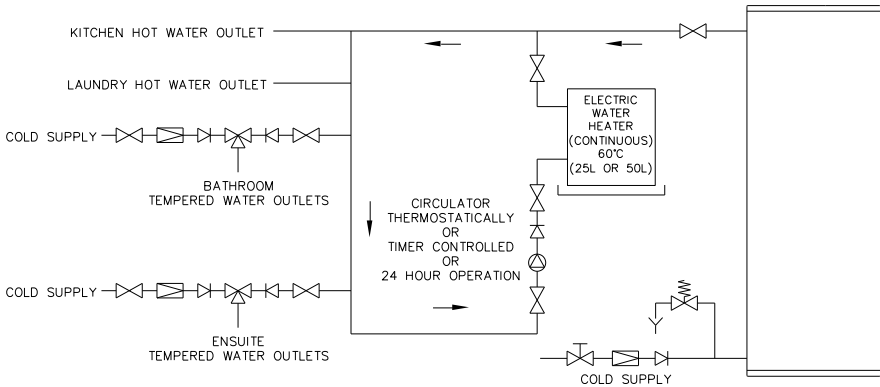 KITCHEN HOT WATER OUTLET
LAUNDRY HOT WATER OUTLET
COLD SUPPLY
BATHROOM
TEMPERED WATER OUTLETS
ELECTRIC
WATER
HEATER
(CONTINUOUS)
60°C
(25L OR 50L)
CIRCULATOR
THERMOSTATICALLY
OR
TIMER CONTROLLED
OR
24 HOUR OPERATION
COLD SUPPLY
ENSUITE
TEMPERED WATER OUTLETS
COLD SUPPLY